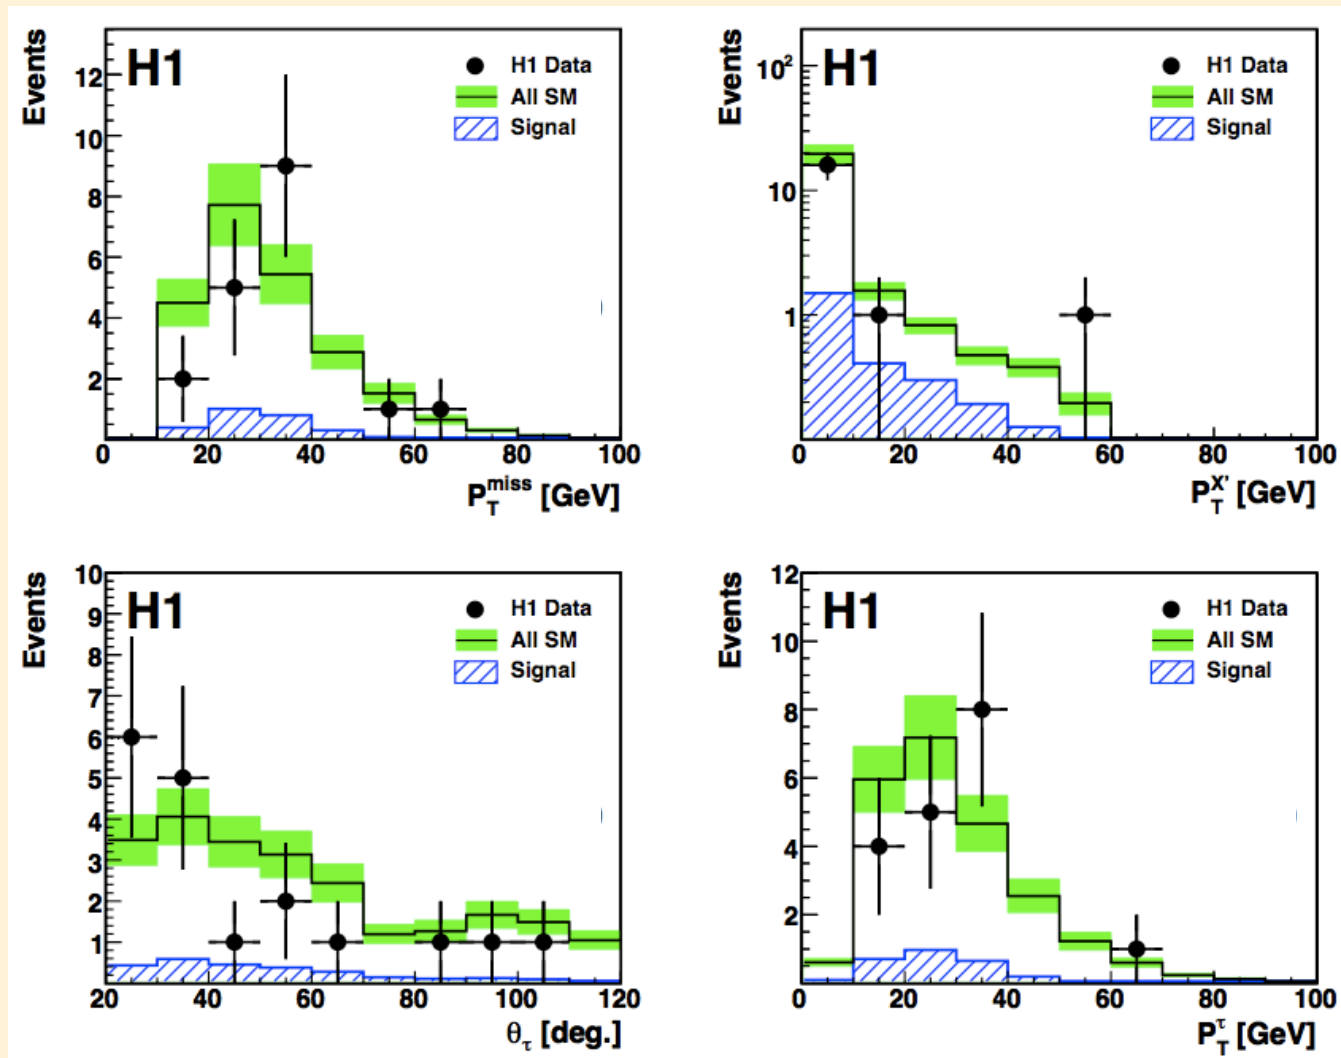 H1
Events
H1 Data
All SM
Signal
12
10
8
6
4
2
0 20 40 60 80 100
P_T^miss [GeV]
H1
Events
H1 Data
All SM
Signal
10²
10
1
0 20 40 60 80 100
P_T^X' [GeV]
H1
Events
H1 Data
All SM
Signal
10
9
8
7
6
5
4
3
2
1
20 40 60 80 100 120
θ_τ [deg.]
H1
Events
H1 Data
All SM
Signal
12
10
8
6
4
2
0 20 40 60 80 100
P_T^τ [GeV]